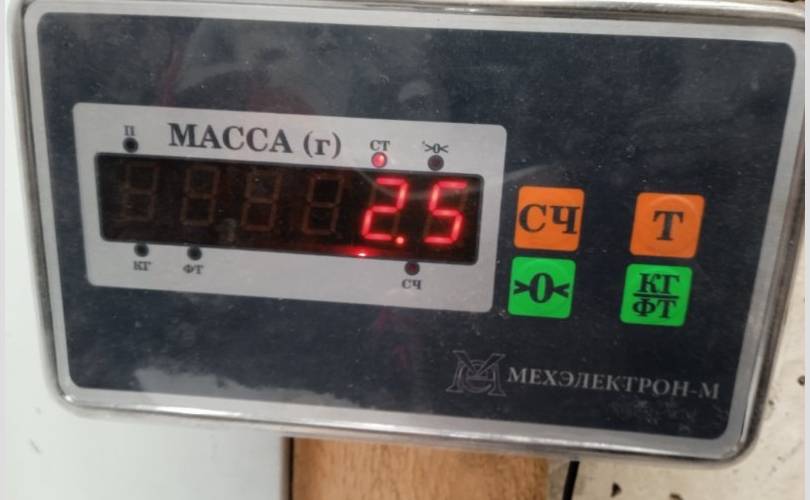 П
МАССА (г)
СТ
>0<
2.5
КГ
ФТ
СЧ
СЧ
Т
>0<
КГ
ФТ
МЕХЭЛЕКТРОН-М